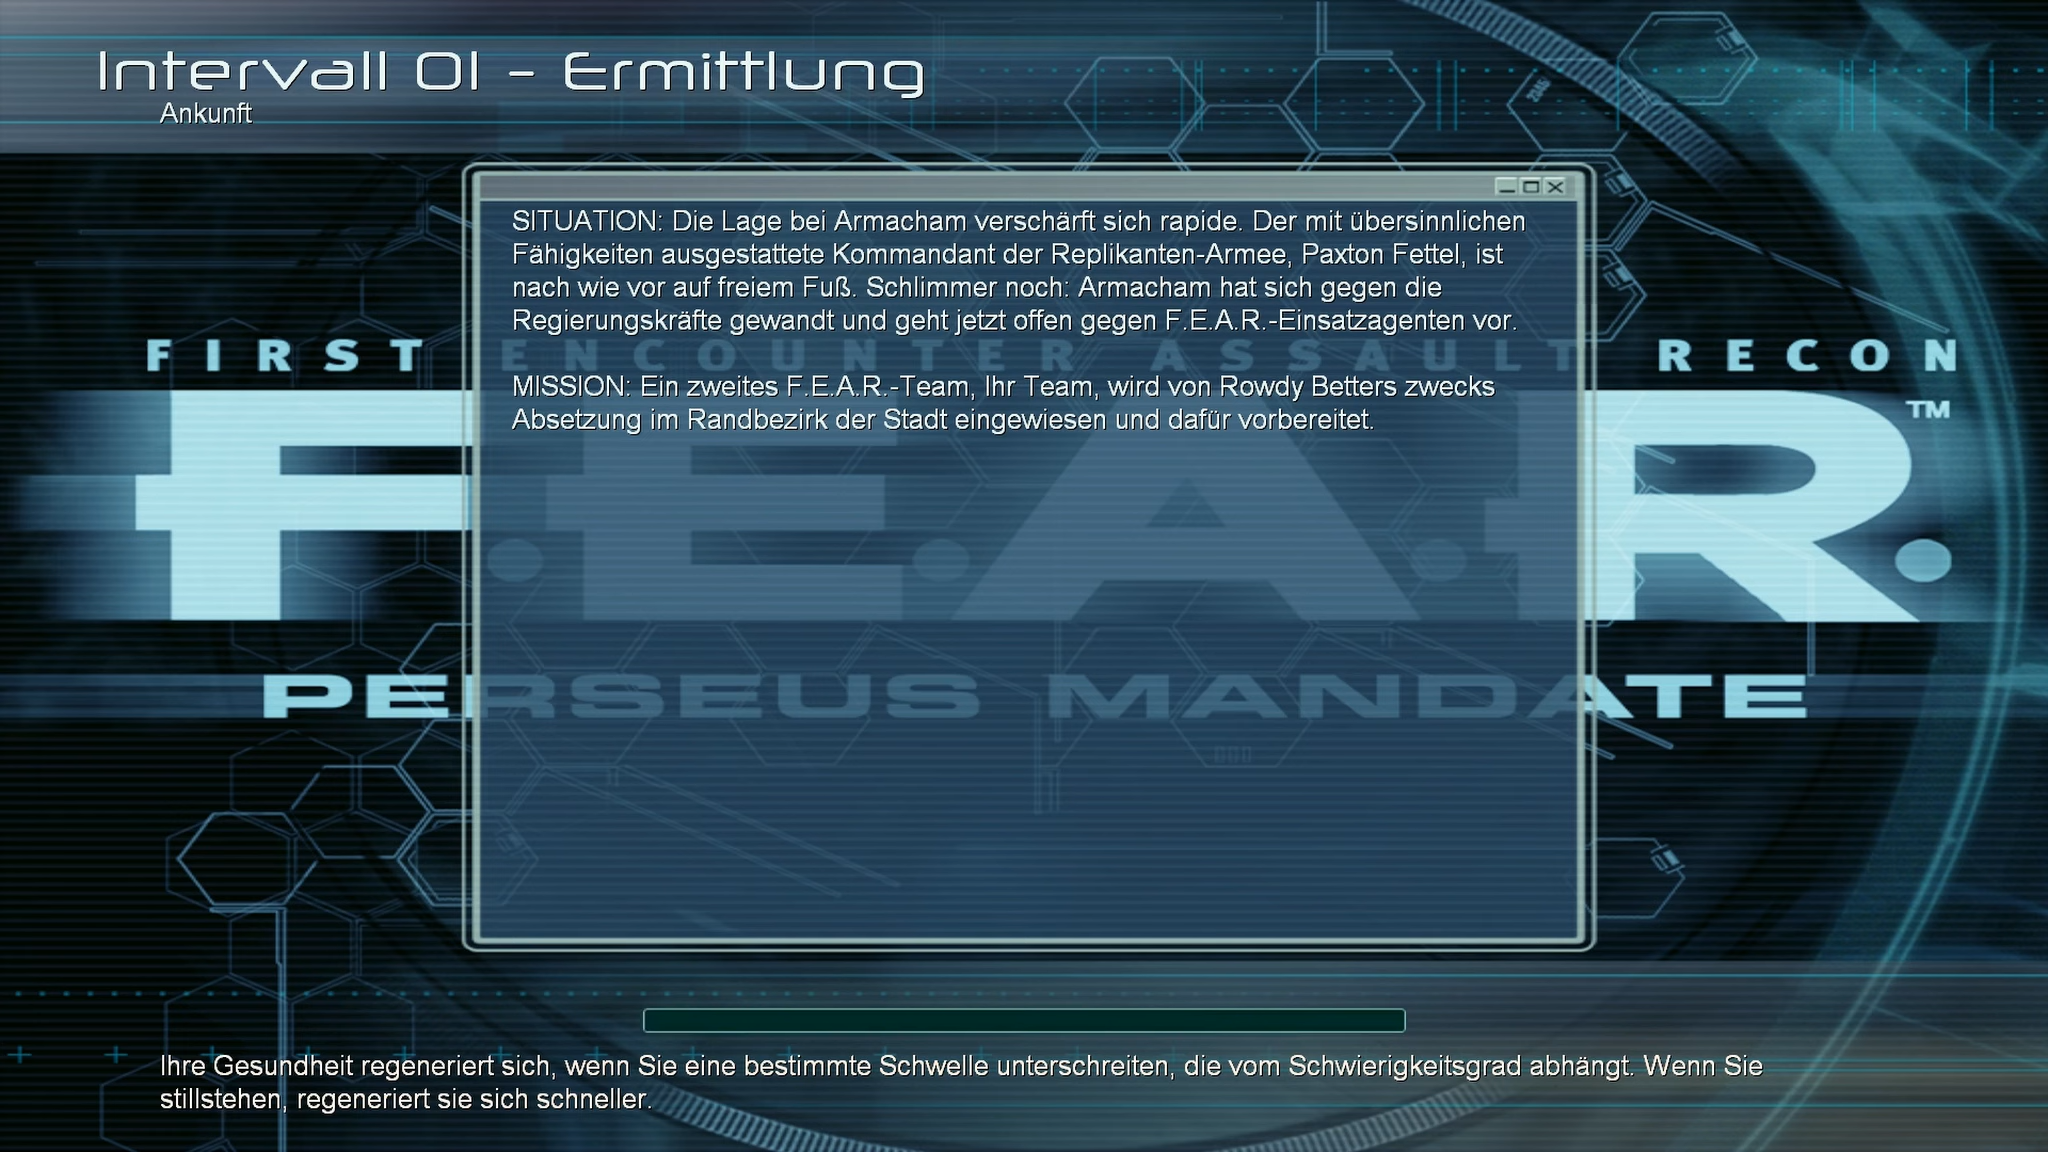 Intervall 01 - Ermittlung
Ankunft
SITUATION: Die Lage bei Armacham verschärft sich rapide. Der mit übersinnlichen
Fähigkeiten ausgestattete Kommandant der Replikanten-Armee, Paxton Fettel, ist
nach wie vor auf freiem Fuß. Schlimmer noch: Armacham hat sich gegen die
Regierungskräfte gewandt und geht jetzt offen gegen F.E.A.R.-Einsatzagenten vor.
MISSION: Ein zweites F.E.A.R.-Team, Ihr Team, wird von Rowdy Betters zwecks
Absetzung im Randbezirk der Stadt eingewiesen und dafür vorbereitet.
FIRST ENCOUNTER ASSAULT RECON
F.E.A.R.™
PERSEUS MANDATE
Ihre Gesundheit regeneriert sich, wenn Sie eine bestimmte Schwelle unterschreiten, die vom Schwierigkeitsgrad abhängt. Wenn Sie
stillstehen, regeneriert sie sich schneller.